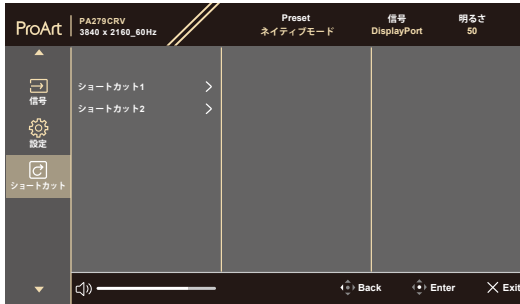 ProArt
PA279CRV
3840 x 2160_60Hz
Preset
ネイティブモード
信号
DisplayPort
明るさ
50
信号
設定
ショートカット
ショートカット1
ショートカット2
Back
Enter
Exit